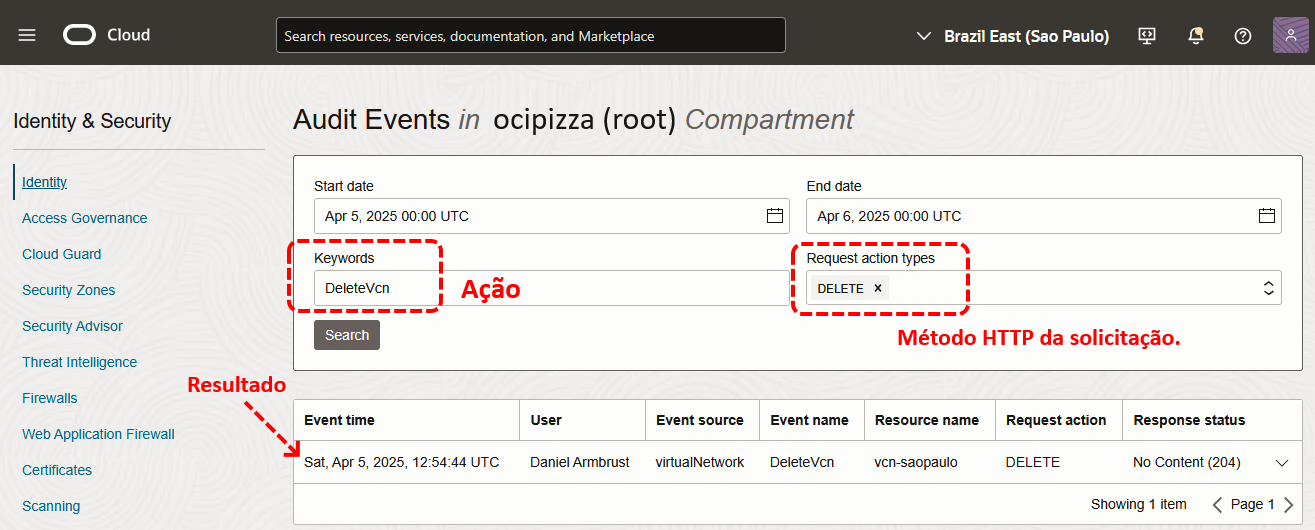 Cloud
Search resources, services, documentation, and Marketplace
Brazil East (Sao Paulo)
Identity & Security
Identity
Access Governance
Cloud Guard
Security Zones
Security Advisor
Threat Intelligence
Firewalls
Web Application Firewall
Certificates
Scanning
Audit Events in ocipizza (root) Compartment
Start date
End date
Apr 5, 2025 00:00 UTC
Apr 6, 2025 00:00 UTC
Keywords
Request action types
DeleteVcn
Ação
DELETE x
Método HTTP da solicitação.
Search
Resultado
Event time User Event source Event name Resource name Request action Response status
Sat, Apr 5, 2025, 12:54:44 UTC Daniel Armbrust virtualNetwork DeleteVcn vcn-saopaulo DELETE No Content (204)
Showing 1 item Page 1